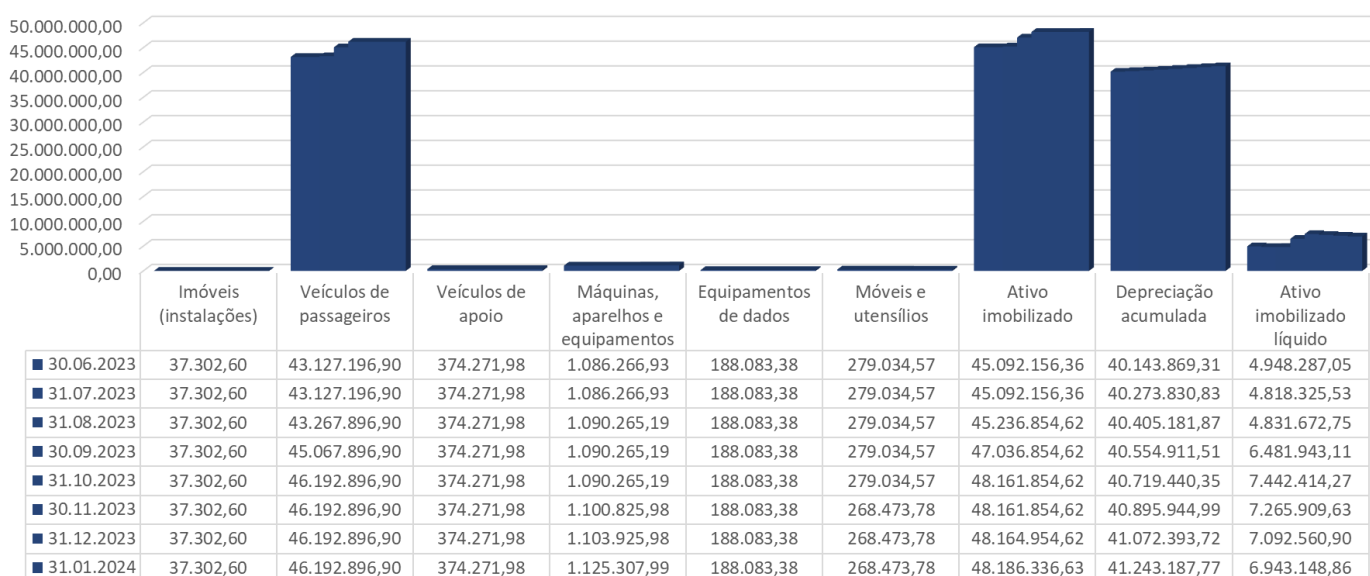 50.000.000,00
45.000.000,00
40.000.000,00
35.000.000,00
30.000.000,00
25.000.000,00
20.000.000,00
15.000.000,00
10.000.000,00
5.000.000,00
0,00
Imóveis (instalações)
Veículos de passageiros
Veículos de apoio
Máquinas, aparelhos e equipamentos
Equipamentos de dados
Móveis e utensílios
Ativo imobilizado
Depreciação acumulada
Ativo imobilizado líquido
30.06.2023 37.302,60 43.127.196,90 374.271,98 1.086.266,93 188.083,38 279.034,57 45.092.156,36 40.143.869,31 4.948.287,05
31.07.2023 37.302,60 43.127.196,90 374.271,98 1.086.266,93 188.083,38 279.034,57 45.092.156,36 40.273.830,83 4.818.325,53
31.08.2023 37.302,60 43.267.896,90 374.271,98 1.090.265,19 188.083,38 279.034,57 45.236.854,62 40.405.181,87 4.831.672,75
30.09.2023 37.302,60 45.067.896,90 374.271,98 1.090.265,19 188.083,38 279.034,57 47.036.854,62 40.554.911,51 6.481.943,11
31.10.2023 37.302,60 46.192.896,90 374.271,98 1.090.265,19 188.083,38 279.034,57 48.161.854,62 40.719.440,35 7.442.414,27
30.11.2023 37.302,60 46.192.896,90 374.271,98 1.100.825,98 188.083,38 268.473,78 48.161.854,62 40.895.944,99 7.265.909,63
31.12.2023 37.302,60 46.192.896,90 374.271,98 1.103.925,98 188.083,38 268.473,78 48.164.954,62 41.072.393,72 7.092.560,90
31.01.2024 37.302,60 46.192.896,90 374.271,98 1.125.307,99 188.083,38 268.473,78 48.186.336,63 41.243.187,77 6.943.148,86